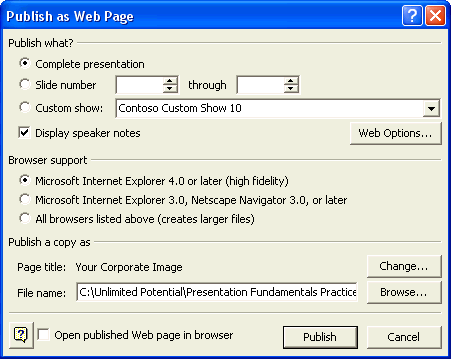 Publish as Web Page
Publish what?
Complete presentation
Slide number through
Custom show: Contoso Custom Show 10
Display speaker notes Web Options...
Browser support
Microsoft Internet Explorer 4.0 or later (high fidelity)
Microsoft Internet Explorer 3.0, Netscape Navigator 3.0, or later
All browsers listed above (creates larger files)
Publish a copy as
Page title: Your Corporate Image Change...
File name: C:\Unlimited Potential\Presentation Fundamentals Practice Browse...
Open published Web page in browser Publish Cancel